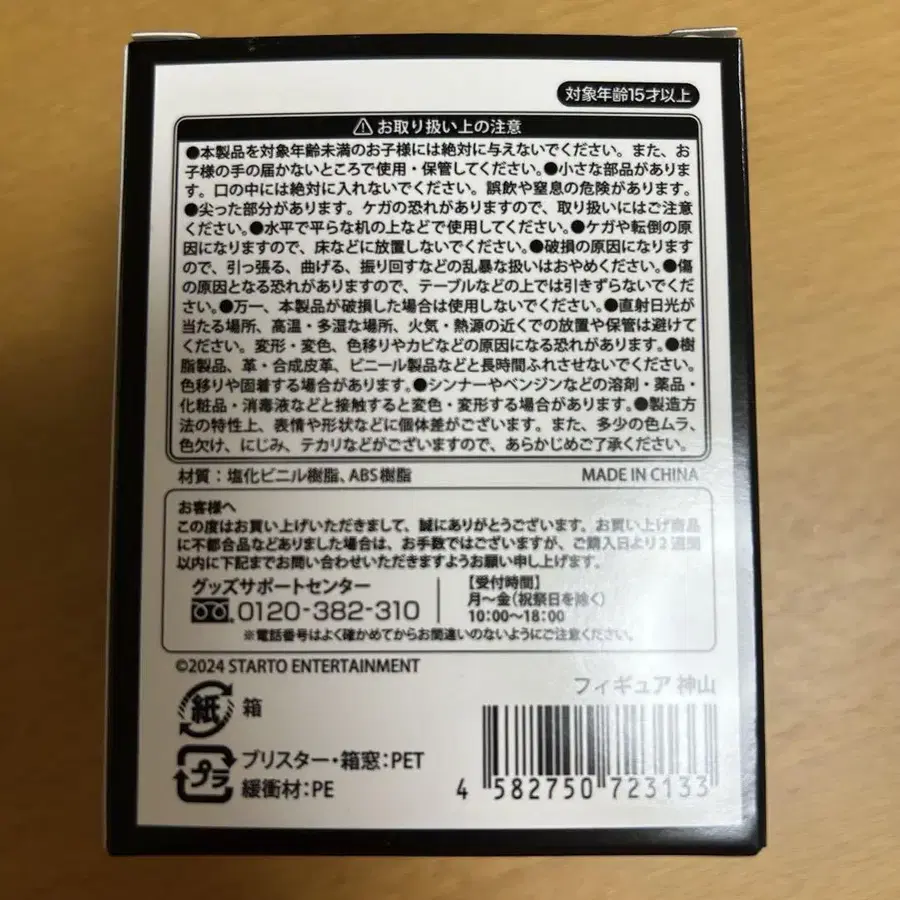 対象年齢15才以上
⚠お取り扱い上の注意
●本製品を対象年齢未満のお子様には絶対に与えないでください。また、お
子様の手の届かないところで使用・保管してください。●小さな部品がありま
す。口の中には絶対に入れないでください。誤飲や窒息の危険があります。
●尖った部分があります。ケガの恐れがありますので、取り扱いにはご注意
ください。●水平で平らな机の上などで使用してください。●ケガや転倒の原
因になりますので、床などに放置しないでください。●破損の原因になります
ので、引っ張る、曲げる、振り回すなどの乱暴な扱いはおやめください。●傷
の原因となる恐れがありますので、テーブルなどの上では引きずらないでくだ
さい。●万一、本製品が破損した場合は使用しないでください。●直射日光が
当たる場所、高温・多湿な場所、火気・熱源の近くでの放置や保管は避けて
ください。変形・変色、色移りやカビなどの原因になる恐れがあります。●樹
脂製品、革・合成皮革、ビニール製品などと長時間ふれさせないでください。
色移りや固着する場合があります。●シンナーやベンジンなどの溶剤・薬品・
化粧品・消毒液などと接触すると変色・変形する場合があります。●製造方
法の特性上、表情や形状などに個体差がございます。また、多少の色ムラ、
色欠け、にじみ、テカリなどがございますので、あらかじめご了承ください。
材質：塩化ビニル樹脂、ABS樹脂 MADE IN CHINA
お客様へ
この度はお買い上げいただきまして、誠にありがとうございます。お買い上げ商品
に不都合品などありました場合は、お手数ではございますが、ご購入日より2週間
以内に下記までお問い合わせいただきますようお願い申し上げます。
グッズサポートセンター
0120-382-310
【受付時間】
月～金(祝祭日を除く)
10:00～18:00
※電話番号はよく確かめてからお間違いのないようにご注意ください。
©2024 STARTO ENTERTAINMENT
フィギュア 神山
紙 箱
プラ ブリスター・箱窓：PET
緩衝材：PE
4 582750 723133